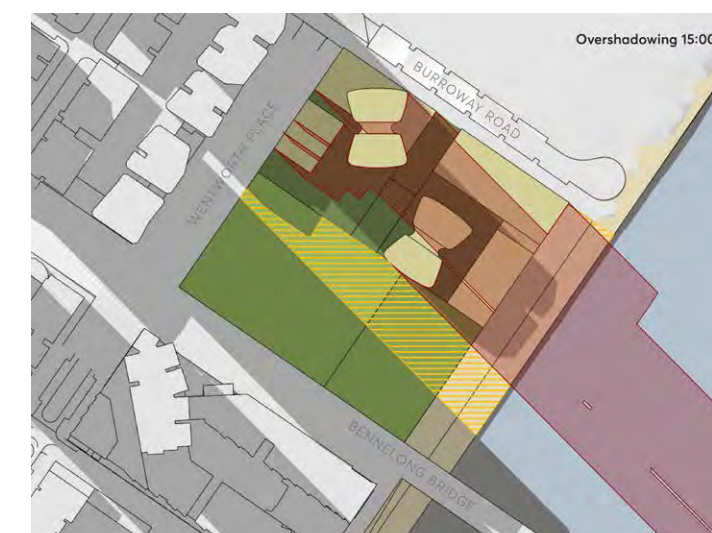 Overshadowing 15:00
BURROWAY ROAD
WENTWORTH PLACE
BENNELONG BRIDGE